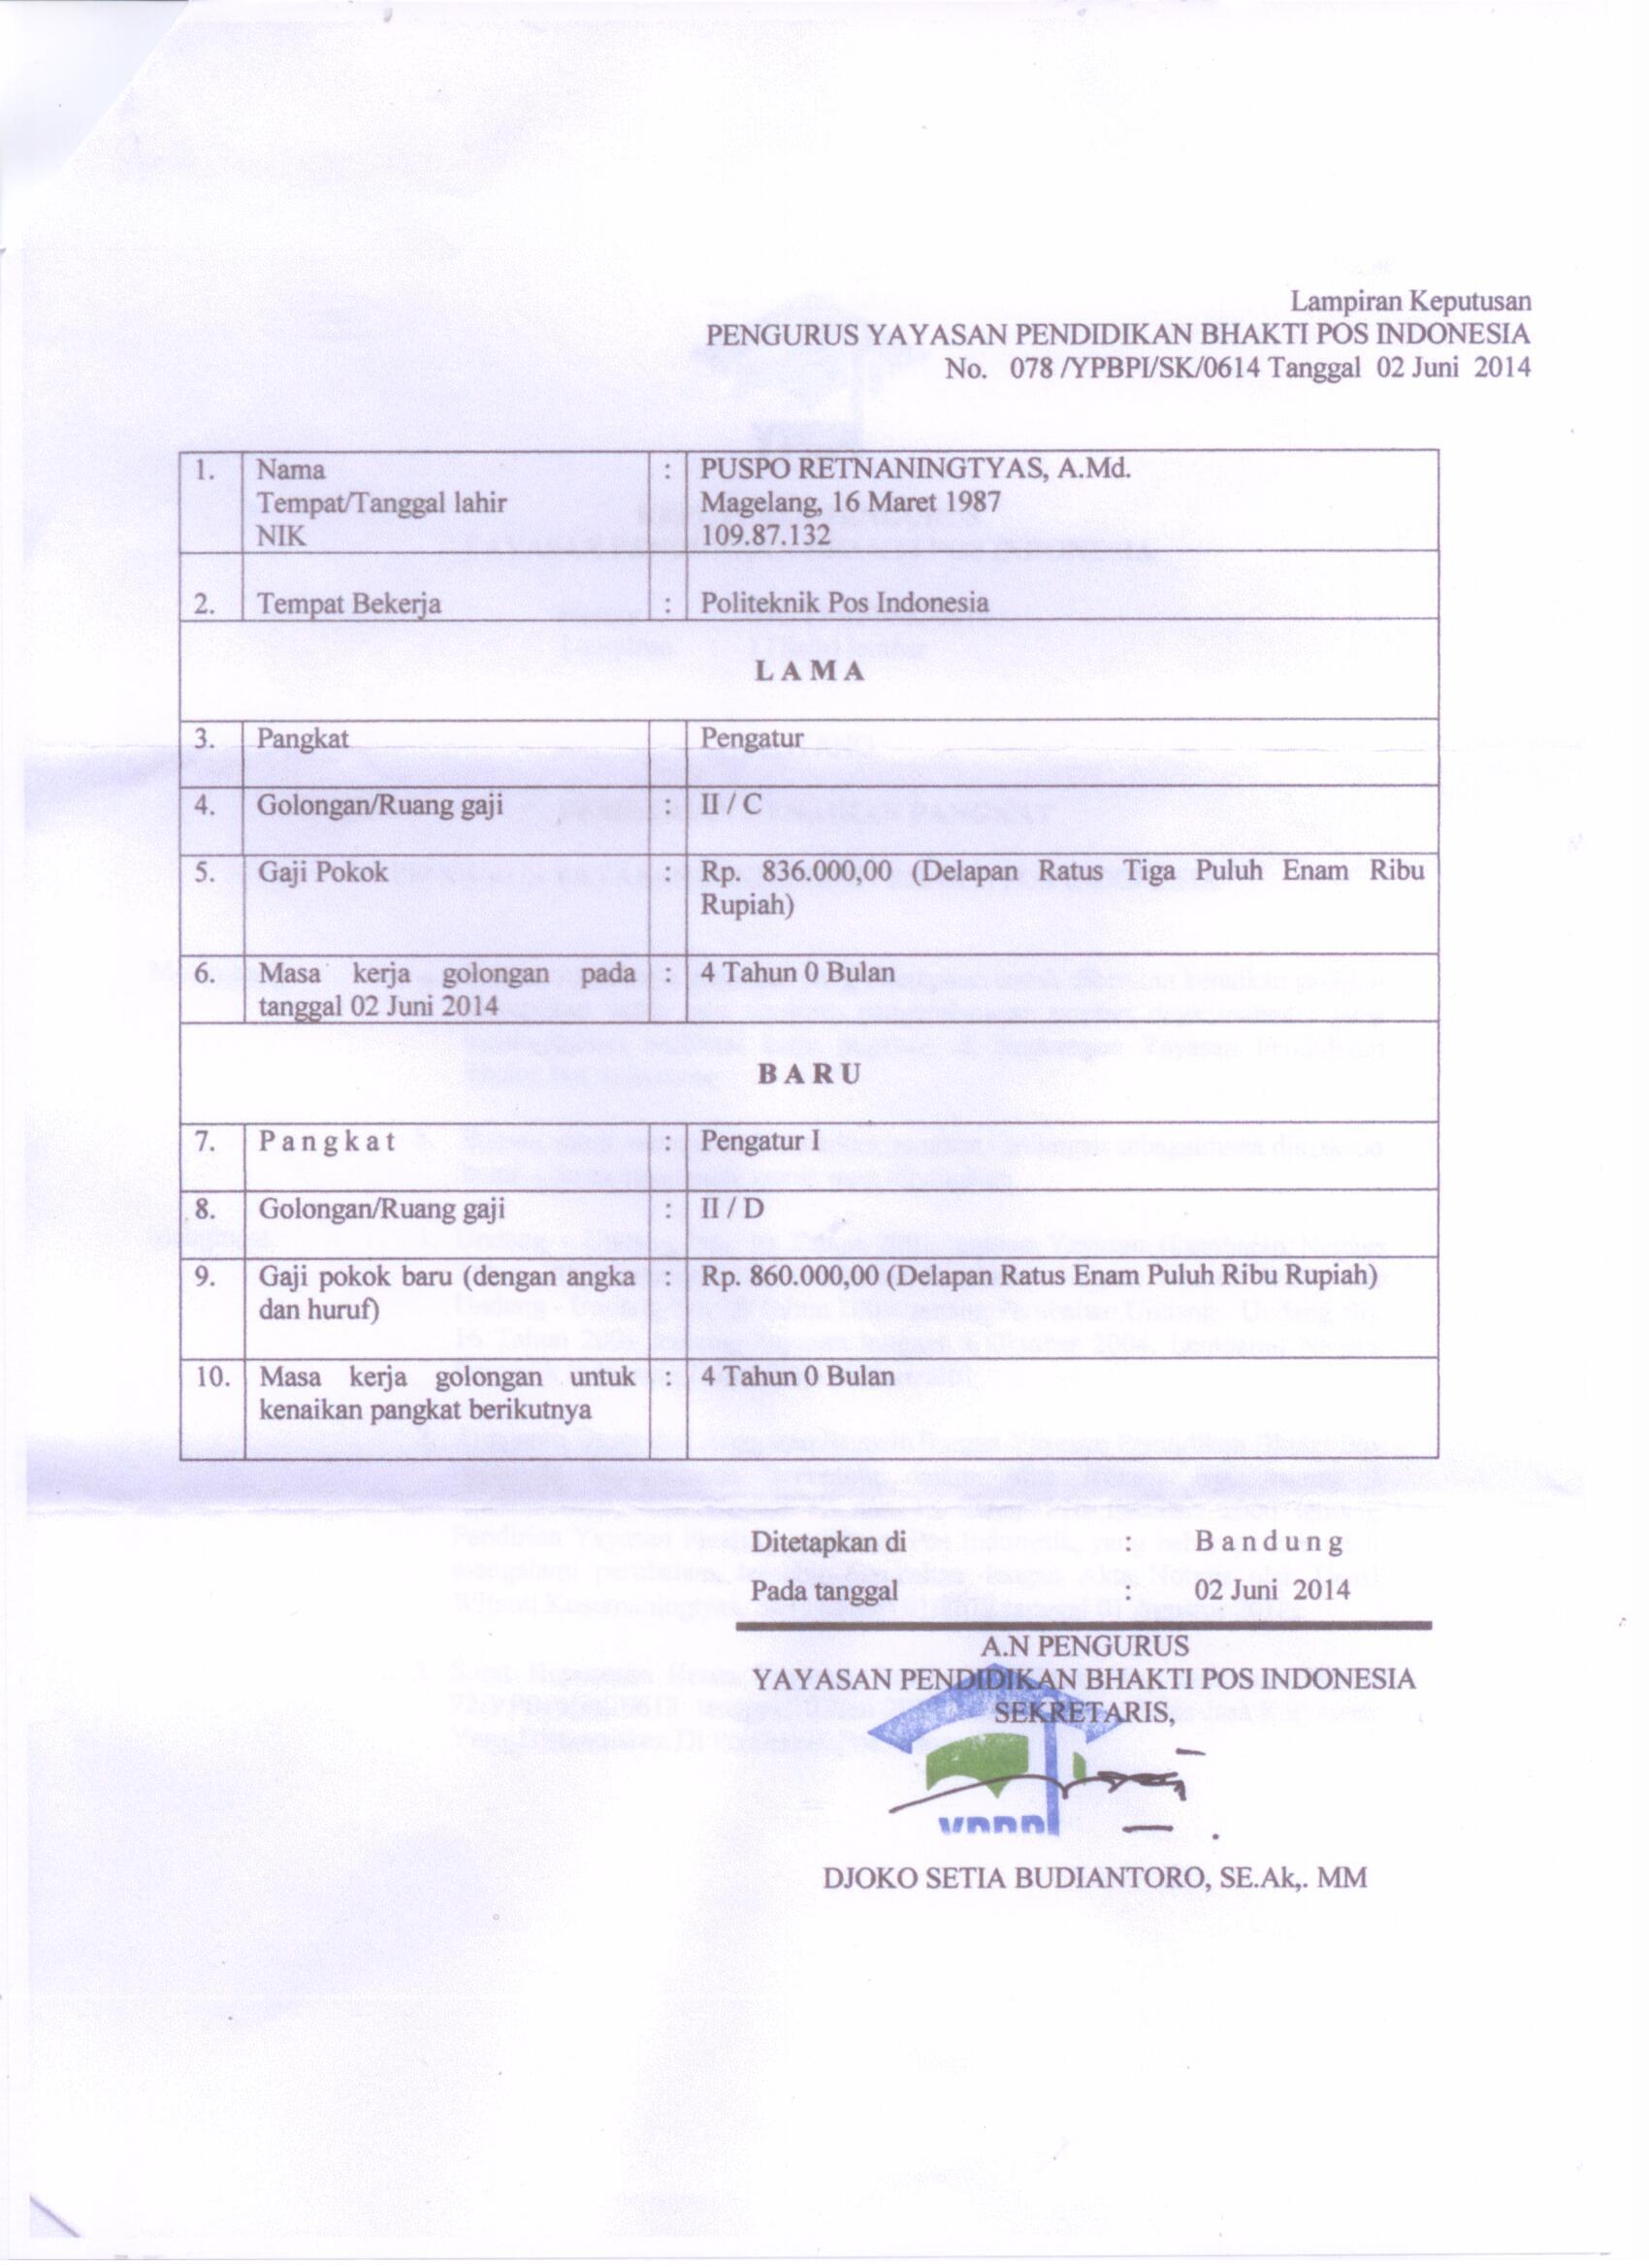 Lampiran Keputusan
PENGURUS YAYASAN PENDIDIKAN BHAKTI POS INDONESIA
No. 078 /YPBPI/SK/0614 Tanggal 02 Juni 2014
1. Nama : PUSPO RETNANINGTYAS, A.Md.
Tempat/Tanggal lahir Magelang, 16 Maret 1987
NIK 109.87.132
2. Tempat Bekerja : Politeknik Pos Indonesia
L A M A
3. Pangkat : Pengatur
4. Golongan/Ruang gaji : II / C
5. Gaji Pokok : Rp. 836.000,00 (Delapan Ratus Tiga Puluh Enam Ribu
Rupiah)
6. Masa kerja golongan pada : 4 Tahun 0 Bulan
tanggal 02 Juni 2014
B A R U
7. P a n g k a t : Pengatur I
8. Golongan/Ruang gaji : II / D
9. Gaji pokok baru (dengan angka : Rp. 860.000,00 (Delapan Ratus Enam Puluh Ribu Rupiah)
dan huruf)
10. Masa kerja golongan untuk : 4 Tahun 0 Bulan
kenaikan pangkat berikutnya
Ditetapkan di : B a n d u n g
Pada tanggal : 02 Juni 2014
A.N PENGURUS
YAYASAN PENDIDIKAN BHAKTI POS INDONESIA
SEKRETARIS,
DJOKO SETIA BUDIANTORO, SE.Ak,. MM